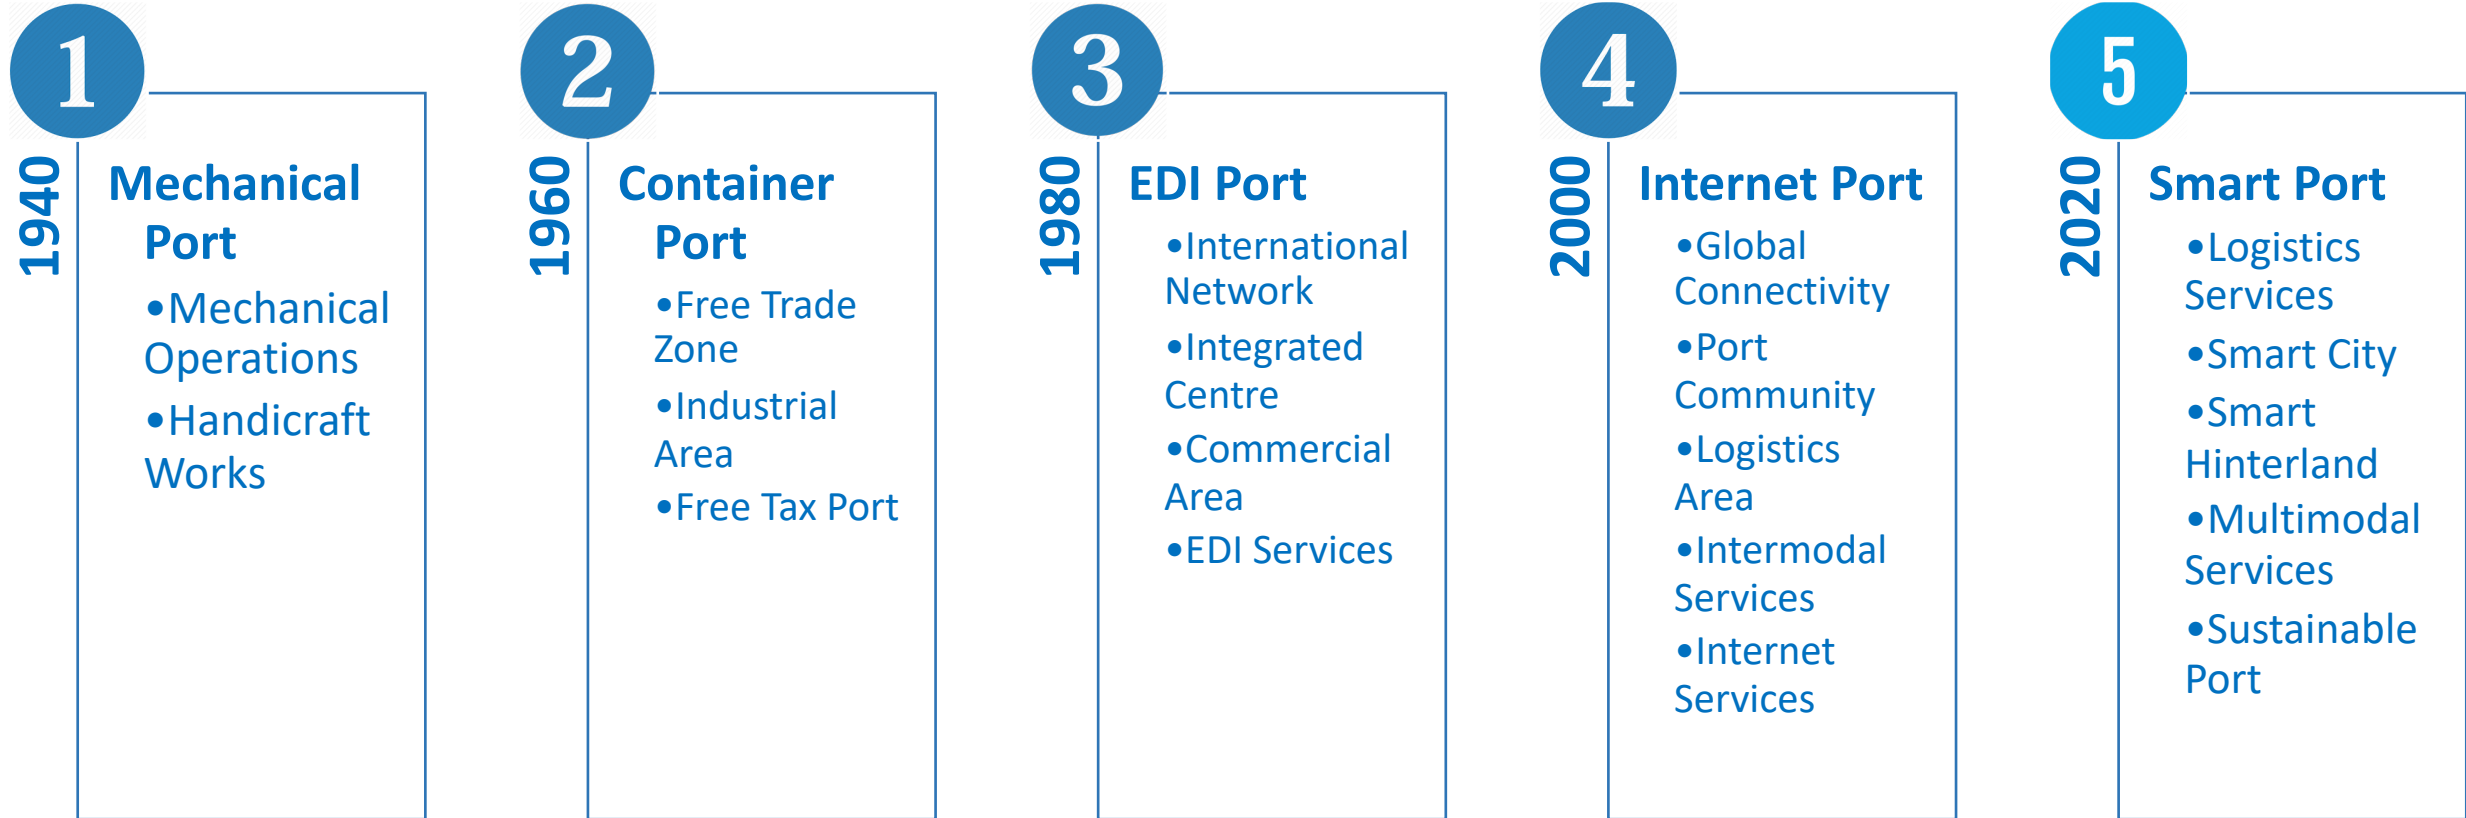 1
1940
Mechanical
Port
•Mechanical
Operations
•Handicraft
Works
2
1960
Container
Port
•Free Trade
Zone
•Industrial
Area
•Free Tax Port
3
1980
EDI Port
•International
Network
•Integrated
Centre
•Commercial
Area
•EDI Services
4
2000
Internet Port
•Global
Connectivity
•Port
Community
•Logistics
Area
•Intermodal
Services
•Internet
Services
5
2020
Smart Port
•Logistics
Services
•Smart City
•Smart
Hinterland
•Multimodal
Services
•Sustainable
Port